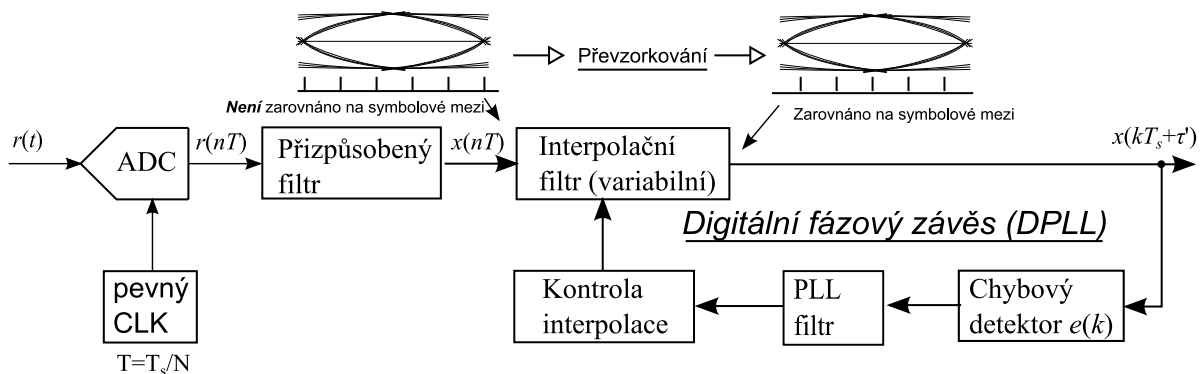 Převzorkování
Není zarovnáno na symbolové mezi
Zarovnáno na symbolové mezi
r(t)
ADC
r(nT)
Přizpůsobený
filtr
x(nT)
Interpolační
filtr (variabilní)
x(kTs+τ')
Digitální fázový závěs (DPLL)
pevný
CLK
T=Ts/N
Kontrola
interpolace
PLL
filtr
Chybový
detektor e(k)